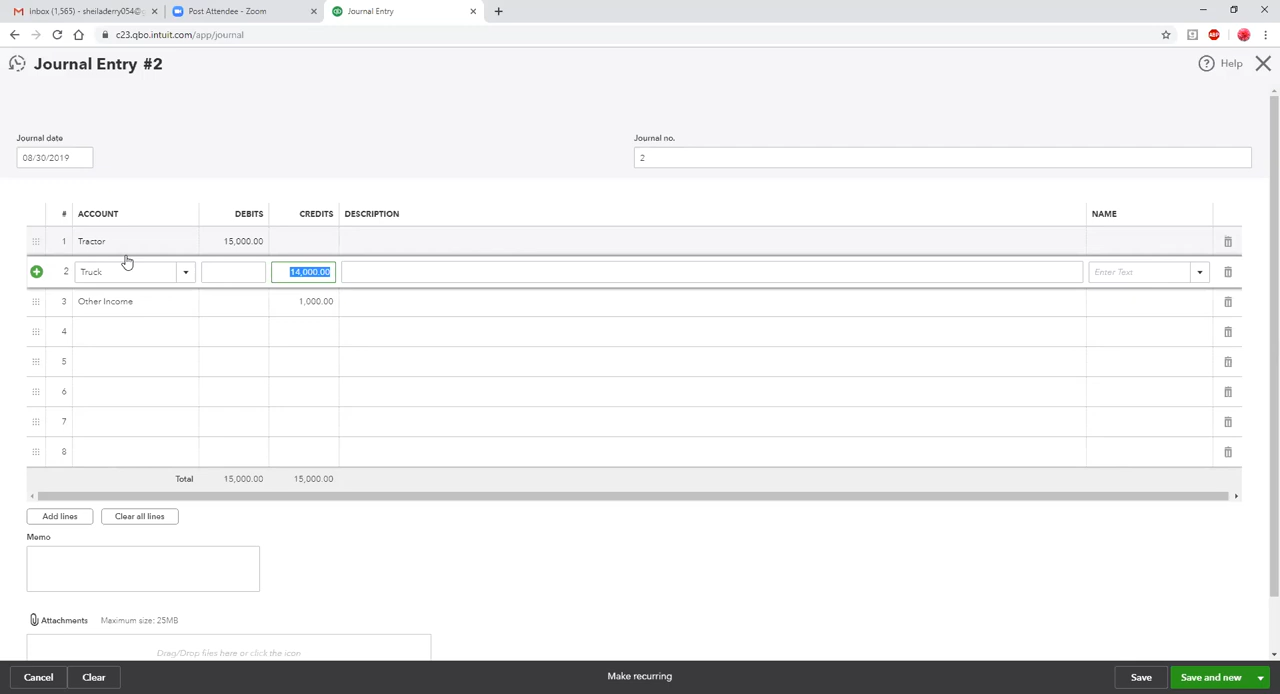 Inbox (1,565) - sheiladerry054@g
Post Attendee - Zoom
Journal Entry
c23.qbo.intuit.com/app/journal
ABP
Journal Entry #2
Help
Journal date
Journal no.
08/30/2019
2
# ACCOUNT DEBITS CREDITS DESCRIPTION NAME
1 Tractor 15,000.00
2 Truck 14,000.00 Enter Text
3 Other Income 1,000.00
4
5
6
7
8
Total 15,000.00 15,000.00
Add lines Clear all lines
Memo
Attachments Maximum size: 25MB
Drag/Drop files here or click the icon
Cancel Clear Make recurring Save Save and new